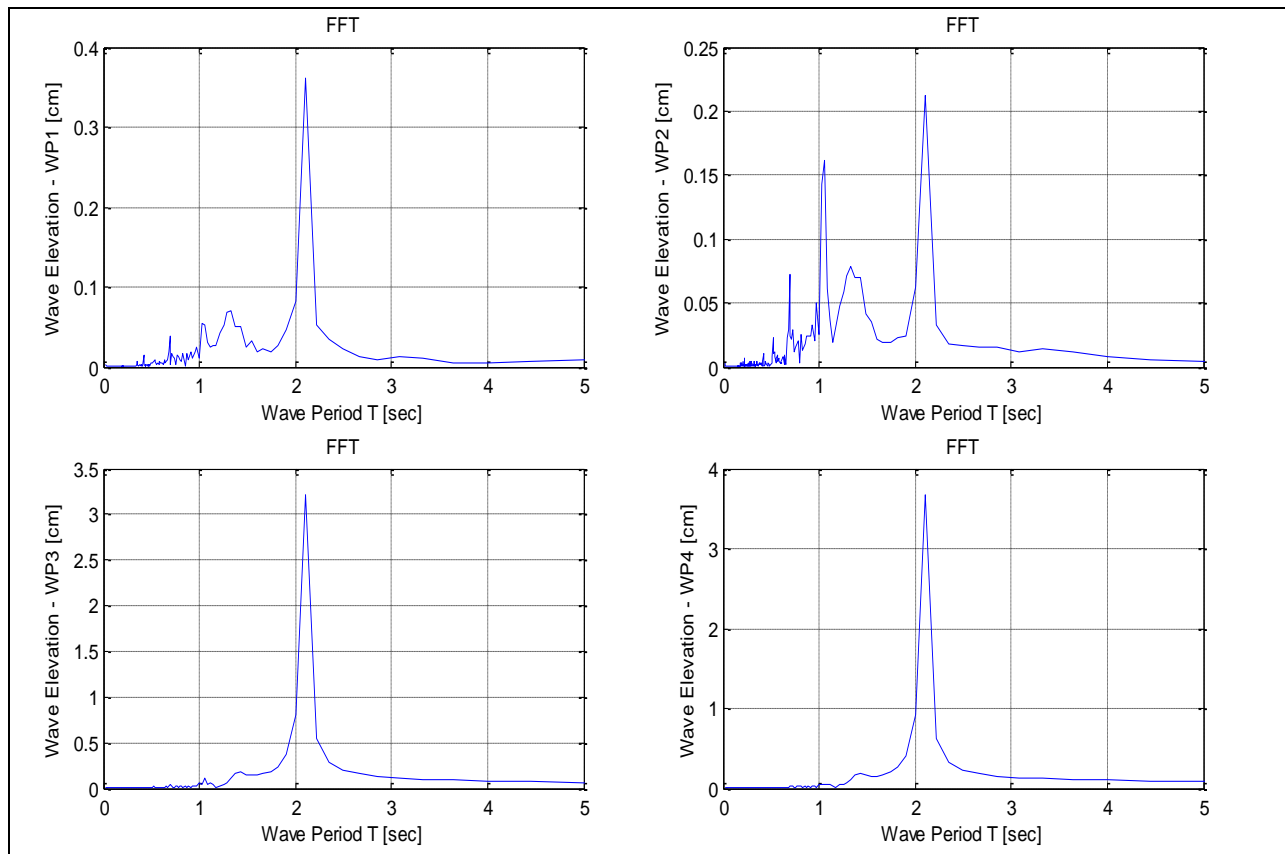 FFT
Wave Elevation - WP1 [cm]
0.4
0.3
0.2
0.1
0
0 1 2 3 4 5
Wave Period T [sec]
FFT
Wave Elevation - WP2 [cm]
0.25
0.2
0.15
0.1
0.05
0
0 1 2 3 4 5
Wave Period T [sec]
FFT
Wave Elevation - WP3 [cm]
3.5
3
2.5
2
1.5
1
0.5
0
0 1 2 3 4 5
Wave Period T [sec]
FFT
Wave Elevation - WP4 [cm]
4
3
2
1
0
0 1 2 3 4 5
Wave Period T [sec]